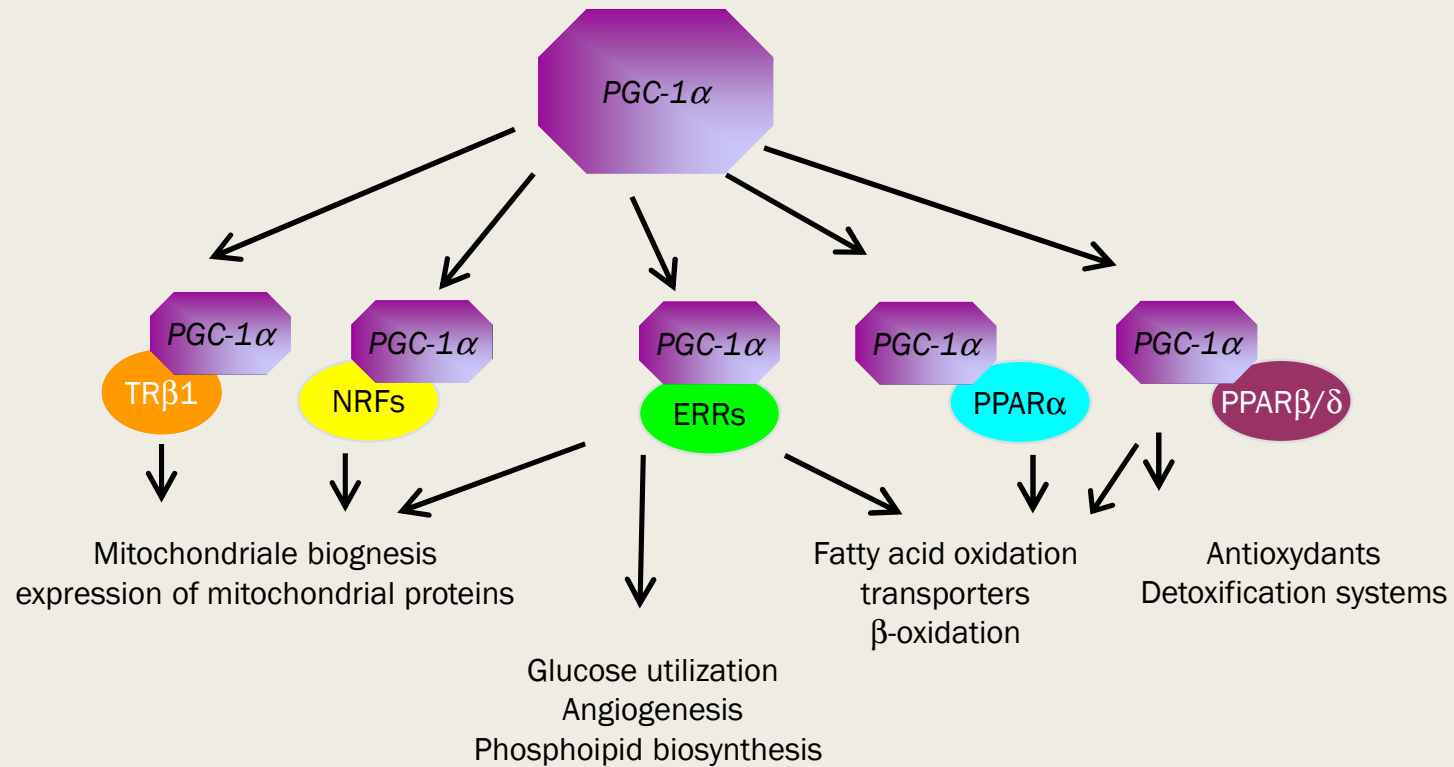 PGC-1α
PGC-1α
PGC-1α
PGC-1α
PGC-1α
PGC-1α
TRβ1
NRFs
ERRs
PPARα
PPARβ/δ
Mitochondriale biognesis
expression of mitochondrial proteins
Fatty acid oxidation
transporters
β-oxidation
Antioxydants
Detoxification systems
Glucose utilization
Angiogenesis
Phosphoipid biosynthesis